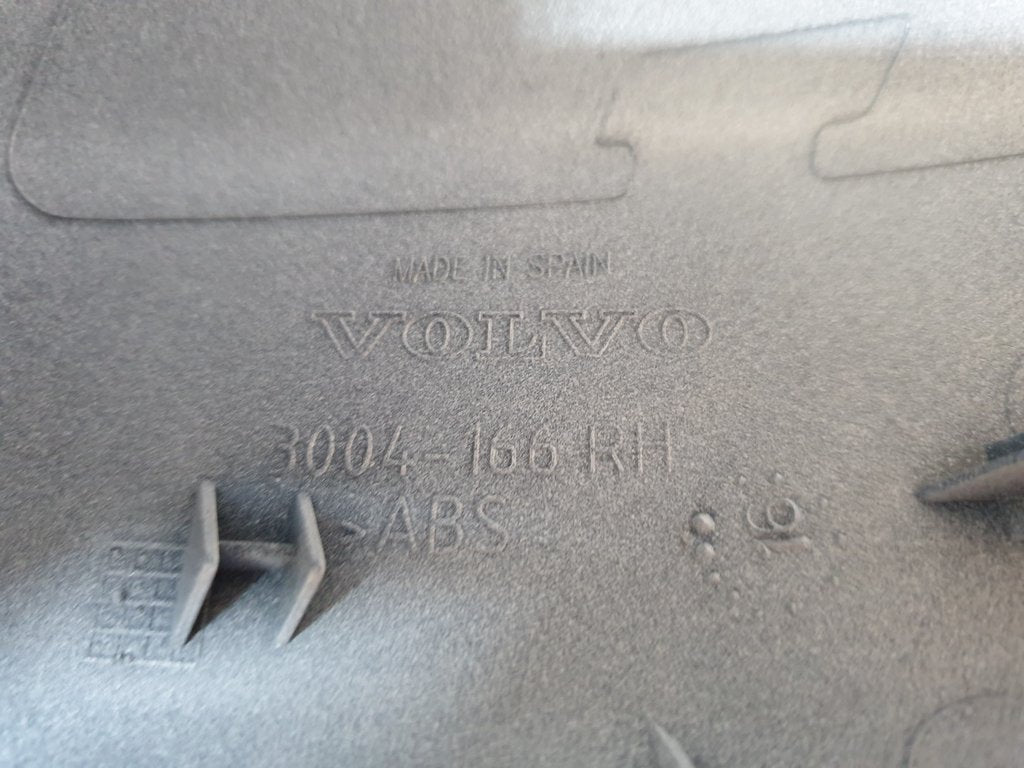 MADE IN SPAIN
VOLVO
3004-166 RH
>ABS<